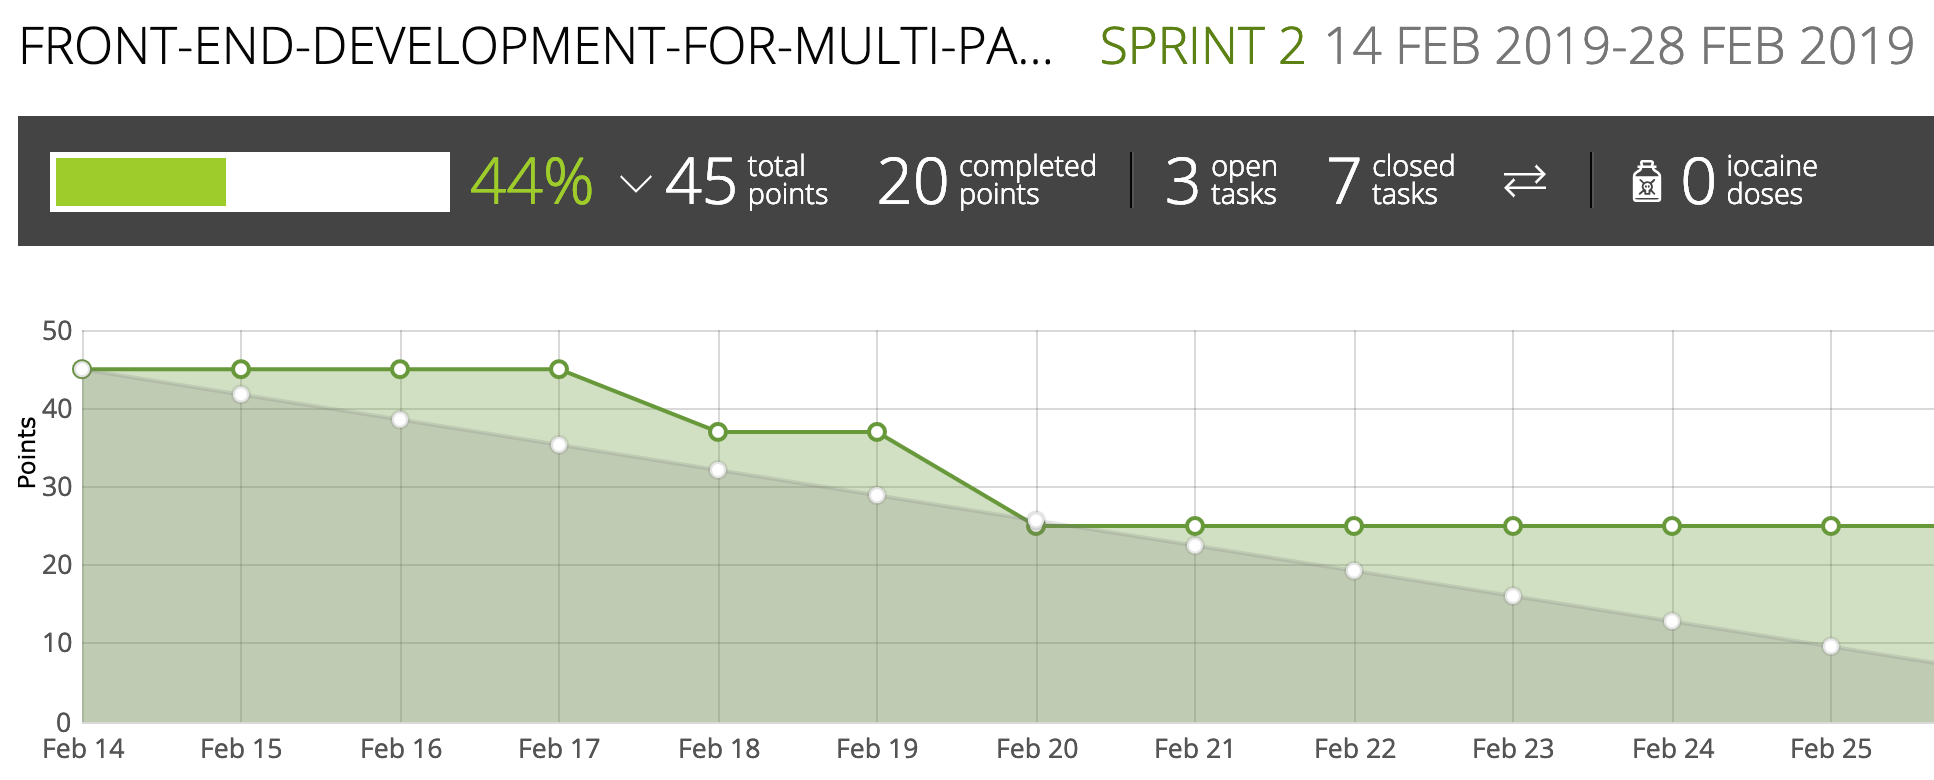 FRONT-END-DEVELOPMENT-FOR-MULTI-PA... SPRINT 2 14 FEB 2019-28 FEB 2019
44% 45 total points 20 completed points 3 open tasks 7 closed tasks 0 iocaine doses
Points
50
40
30
20
10
0
Feb 14 Feb 15 Feb 16 Feb 17 Feb 18 Feb 19 Feb 20 Feb 21 Feb 22 Feb 23 Feb 24 Feb 25